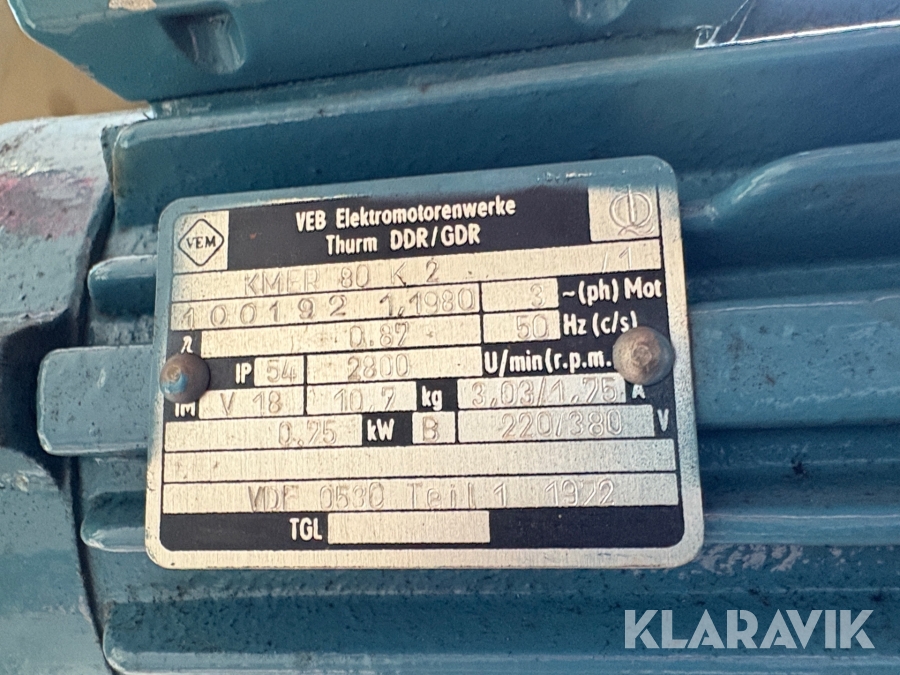 VEM
VEB Elektromotorenwerke
Thurm DDR/GDR
KMER 80 K 2 /1
100192 1,1980 3 ~(ph) Mot
0.87 50 Hz (c/s)
IP 54 2800 U/min(r.p.m.
IM V 18 10.7 kg 3,03/1,75 A
0,75 kW B 220/380 V
VDE 0530 Teil 1 1972
TGL
KLARAVIK